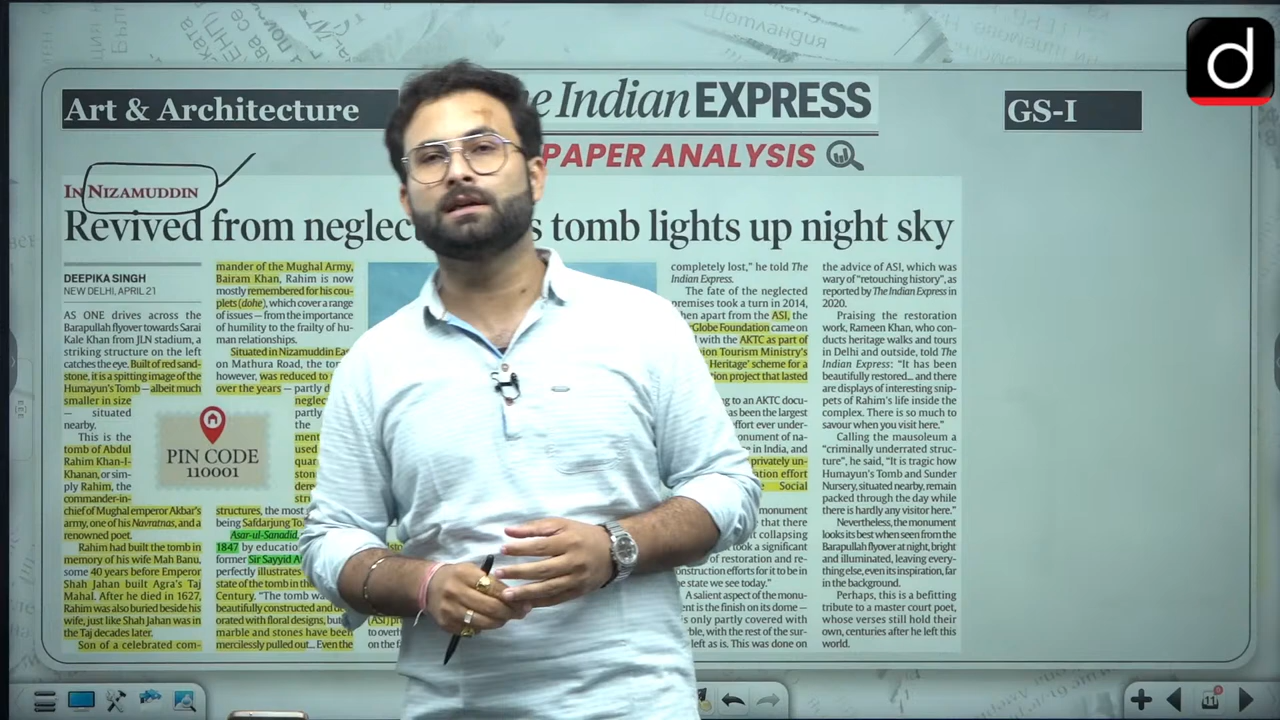 Art & Architecture
e Indian EXPRESS
PAPER ANALYSIS
GS-I
d
IN NIZAMUDDIN
Revived from neglec s tomb lights up night sky
DEEPIKA SINGH
NEW DELHI, APRIL 21
AS ONE drives across the
Barapullah flyover towards Sarai
Kale Khan from JLN stadium, a
striking structure on the left
catches the eye. Built of red sand-
stone, it is a spitting image of the
Humayun's Tomb — albeit much
smaller in size
— situated
nearby.
This is the
tomb of Abdul
Rahim Khan-I-
Khanan, or sim-
ply Rahim, the
commander-in-
chief of Mughal emperor Akbar's
army, one of his Navratnas, and a
renowned poet.
Rahim had built the tomb in
memory of his wife Mah Banu,
some 40 years before Emperor
Shah Jahan built Agra's Taj
Mahal. After he died in 1627,
Rahim was also buried beside his
wife, just like Shah Jahan was in
the Taj decades later.
Son of a celebrated com-
PIN CODE
110001
mander of the Mughal Army,
Bairam Khan, Rahim is now
mostly remembered for his cou-
plets (dohe), which cover a range
of issues — from the importance
of humility to the frailty of hu-
man relationships.
Situated in Nizamuddin Eas
on Mathura Road, the tom
however, was reduced to
over the years — partly d
neglec
partly
the
ment
used
quar
ston
dere
str
structures, the most
being Safdarjung To
Asar-ul-Sanadid,
1847 by education
former Sir Sayyid A
perfectly illustrates
state of the tomb in th
Century. "The tomb wa
beautifully constructed and de
orated with floral designs, but
marble and stones have been
mercilessly pulled out... Even the
(ASI) pr
to overt
on the f
completely lost," he told The
Indian Express.
The fate of the neglected
premises took a turn in 2014,
hen apart from the ASI, the
-Globe Foundation came on
d with the AKTC as part of
ion Tourism Ministry's
Heritage' scheme for a
ion project that lasted
ng to an AKTC docu-
as been the largest
effort ever under-
onument of na-
e in India, and
privately un-
ation effort
e Social
monument
that there
t collapsing
took a significant
of restoration and re-
onstruction efforts for it to be in
e state we see today."
A salient aspect of the monu-
ent is the finish on its dome —
is only partly covered with
rble, with the rest of the sur-
left as is. This was done on
the advice of ASI, which was
wary of "retouching history", as
reported by The Indian Express in
2020.
Praising the restoration
work, Rameen Khan, who con-
ducts heritage walks and tours
in Delhi and outside, told The
Indian Express: "It has been
beautifully restored... and there
are displays of interesting snip-
pets of Rahim's life inside the
complex. There is so much to
savour when you visit here."
Calling the mausoleum a
"criminally underrated struc-
ture", he said, "It is tragic how
Humayun's Tomb and Sunder
Nursery, situated nearby, remain
packed through the day while
there is hardly any visitor here."
Nevertheless, the monument
looks its best when seen from the
Barapullah flyover at night, bright
and illuminated, leaving every-
thing else, even its inspiration, far
in the background.
Perhaps, this is a befitting
tribute to a master court poet,
whose verses still hold their
own, centuries after he left this
world.
11